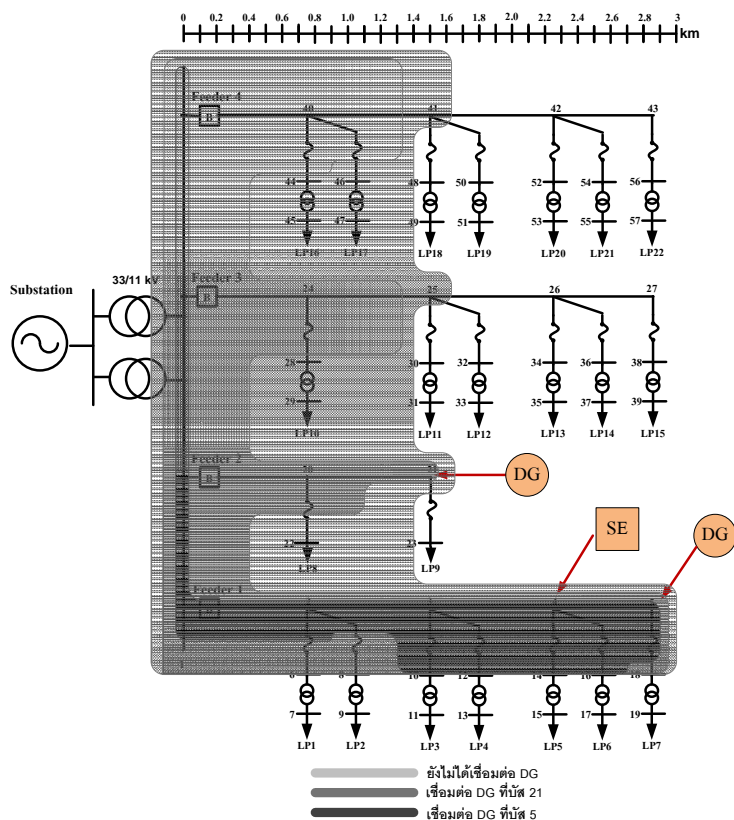 0 0.2 0.4 0.6 0.8 1.0 1.2 1.4 1.6 1.8 2.0 2.2 2.4 2.6 2.8 3
km
Feeder 4
B
40 41 42 43
44 46 48 50 52 54 56
45 47 49 51 53 55 57
LP16 LP17 LP18 LP19 LP20 LP21 LP22
33/11 kV
Substation
Feeder 3
B
24 25 26 27
28 30 32 34 36 38
29 31 33 35 37 39
LP10 LP11 LP12 LP13 LP14 LP15
Feeder 2
B
20 21
DG
22 23
LP8 LP9
SE
DG
Feeder 1
1
6 8 10 12 14 16 18
7 9 11 13 15 17 19
LP1 LP2 LP3 LP4 LP5 LP6 LP7
ยังไม่ได้เชื่อมต่อ DG
เชื่อมต่อ DG ที่บัส 21
เชื่อมต่อ DG ที่บัส 5